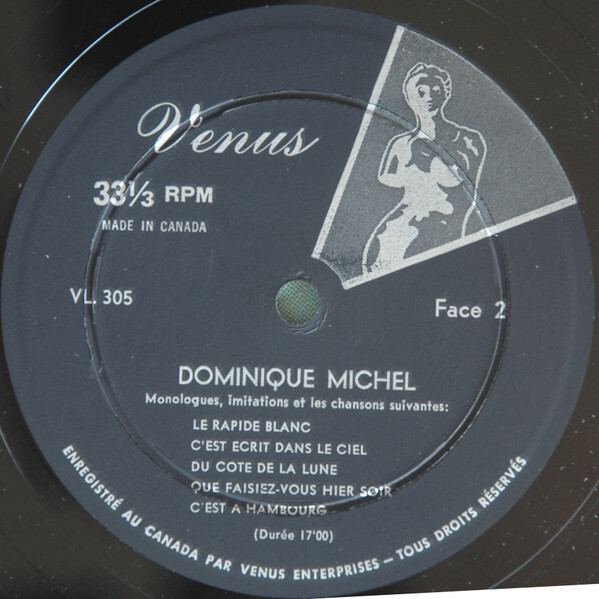 Venus
33⅓ RPM
MADE IN CANADA
VL. 305
Face 2
DOMINIQUE MICHEL
Monologues, imitations et les chansons suivantes:
LE RAPIDE BLANC
C'EST ECRIT DANS LE CIEL
DU COTE DE LA LUNE
QUE FAISIEZ-VOUS HIER SOIR
C'EST A HAMBOURG
(Durée 17'00)
ENREGISTRÉ AU CANADA PAR VENUS ENTERPRISES – TOUS DROITS RÉSERVÉS